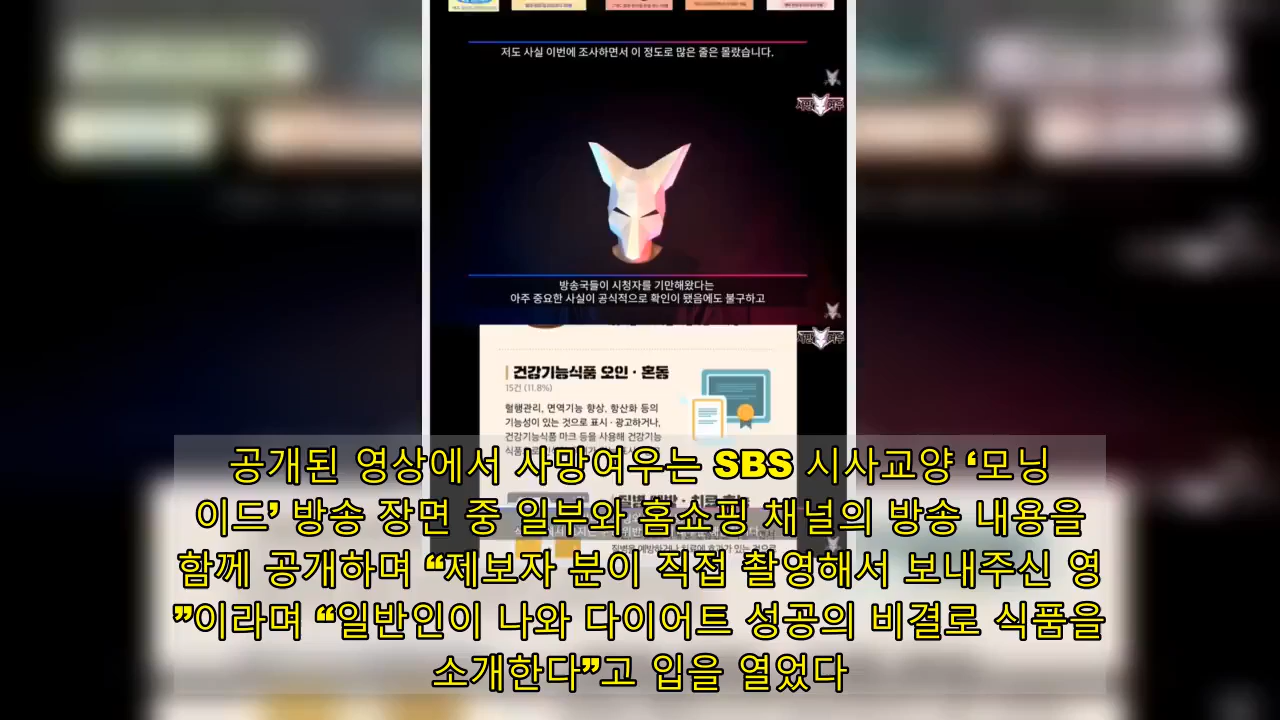 저도 사실 이번에 조사하면서 이 정도로 많은 줄은 몰랐습니다.
방송국들이 시청자를 기만해왔다는
아주 중요한 사실이 공식적으로 확인이 됐음에도 불구하고
건강기능식품 오인 · 혼동
15건 (11.8%)
혈행관리, 면역기능 향상, 항산화 등의
기능성이 있는 것으로 표시 · 광고하거나,
건강기능식품 마크 등을 사용해 건강기능
공개된 영상에서 사망여우는 SBS 시사교양 ‘모닝
이드’ 방송 장면 중 일부와 홈쇼핑 채널의 방송 내용을
함께 공개하며 “제보자 분이 직접 촬영해서 보내주신 영
”이라며 “일반인이 나와 다이어트 성공의 비결로 식품을
소개한다”고 입을 열었다